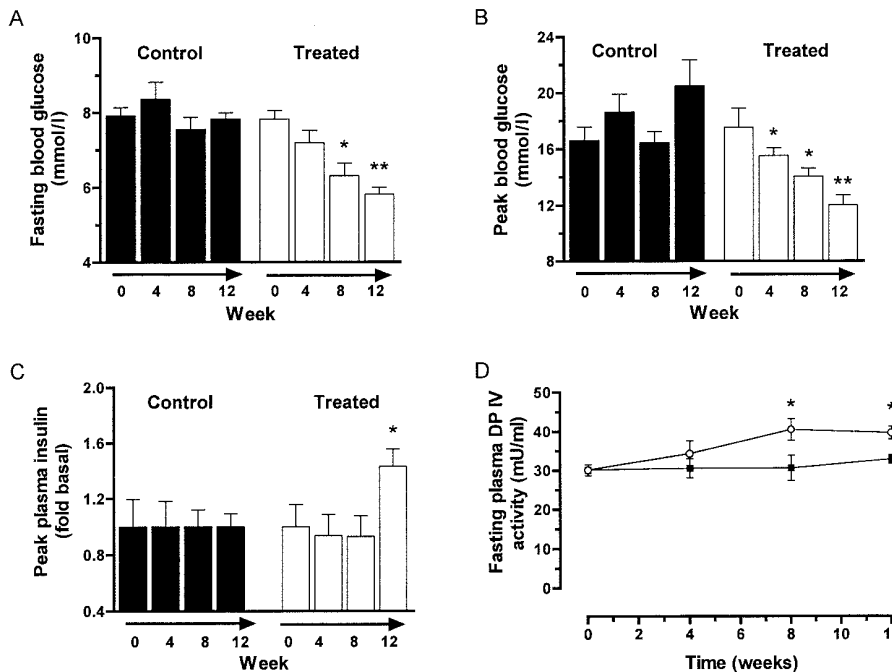 A
Fasting blood glucose
(mmol/l)
10
8
6
4
Control
Treated
*
**
0 4 8 12 0 4 8 12
Week
B
Peak blood glucose
(mmol/l)
24
20
16
12
8
Control
Treated
*
*
**
0 4 8 12 0 4 8 12
Week
C
Peak plasma insulin
(fold basal)
2.0
1.6
1.2
0.8
0.4
Control
Treated
*
0 4 8 12 0 4 8 12
Week
D
Fasting plasma DP IV
activity (mU/ml)
50
40
30
20
10
0
*
*
0 4 8 1
Time (weeks)